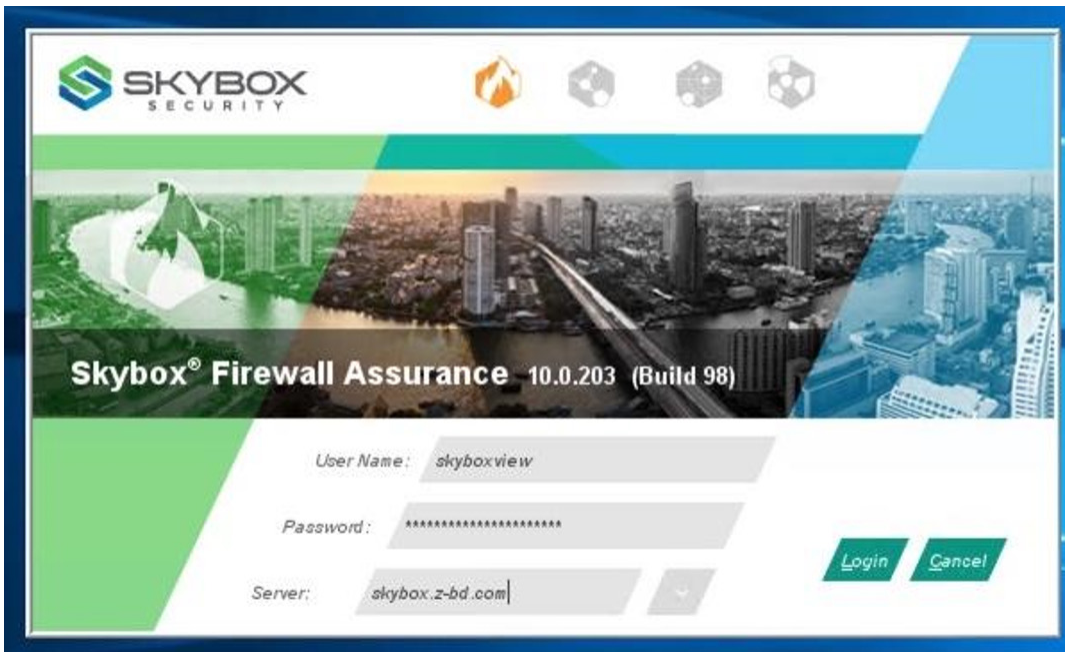 SKYBOX
SECURITY
Skybox® Firewall Assurance 10.0.203 (Build 98)
User Name: skyboxview
Password: **********************
Server: skybox.z-bd.com
Login Cancel